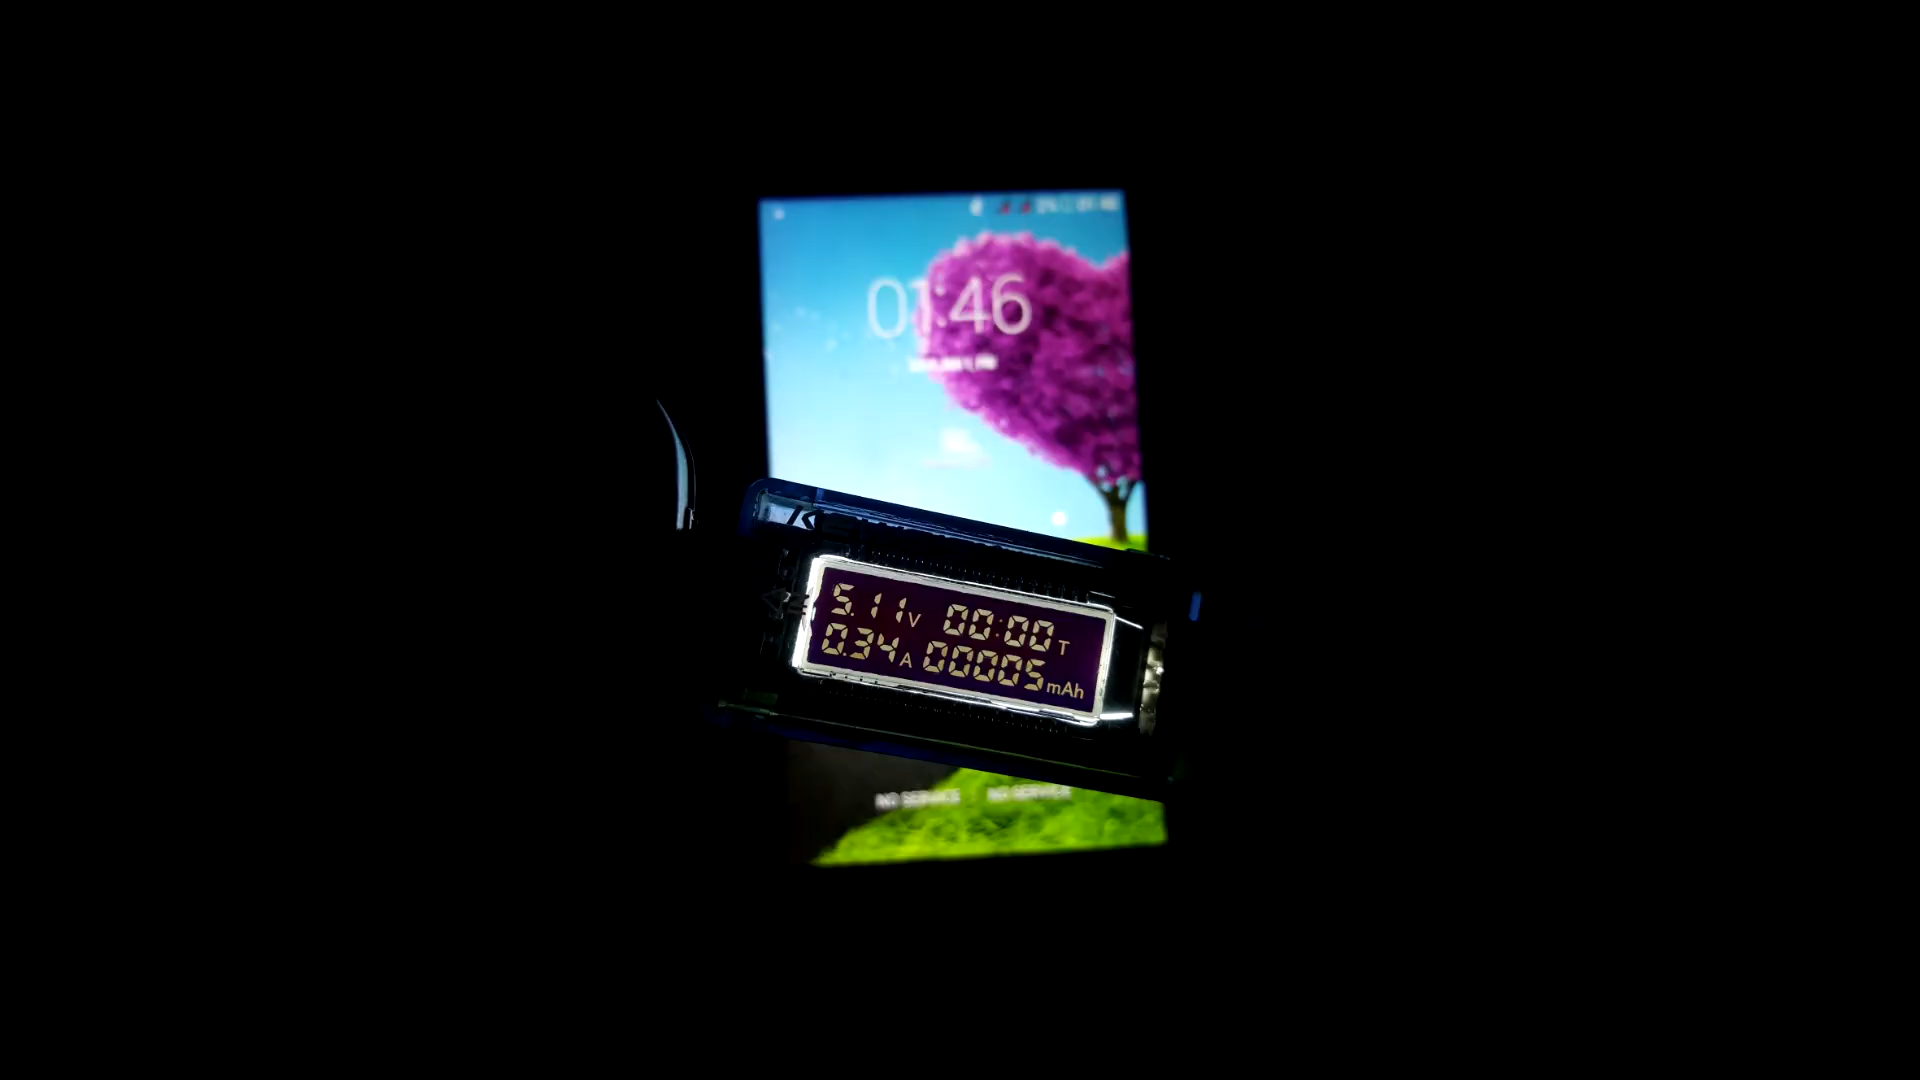 01:46
5.11V 00:00T
0.34A 00005mAh
NO SERVICE NO SERVICE